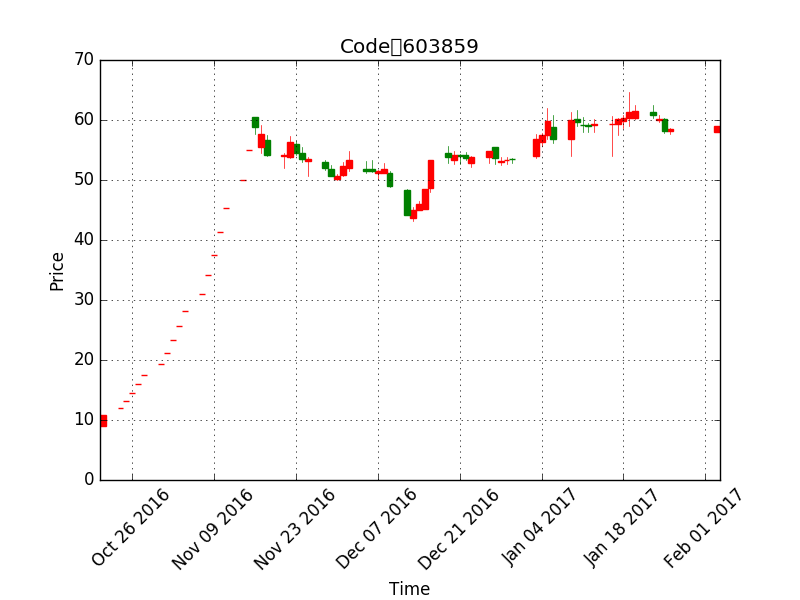 Code▯603859
70
60
50
40
30
20
10
0
Price
Oct 26 2016
Nov 09 2016
Nov 23 2016
Dec 07 2016
Dec 21 2016
Jan 04 2017
Jan 18 2017
Feb 01 2017
Time